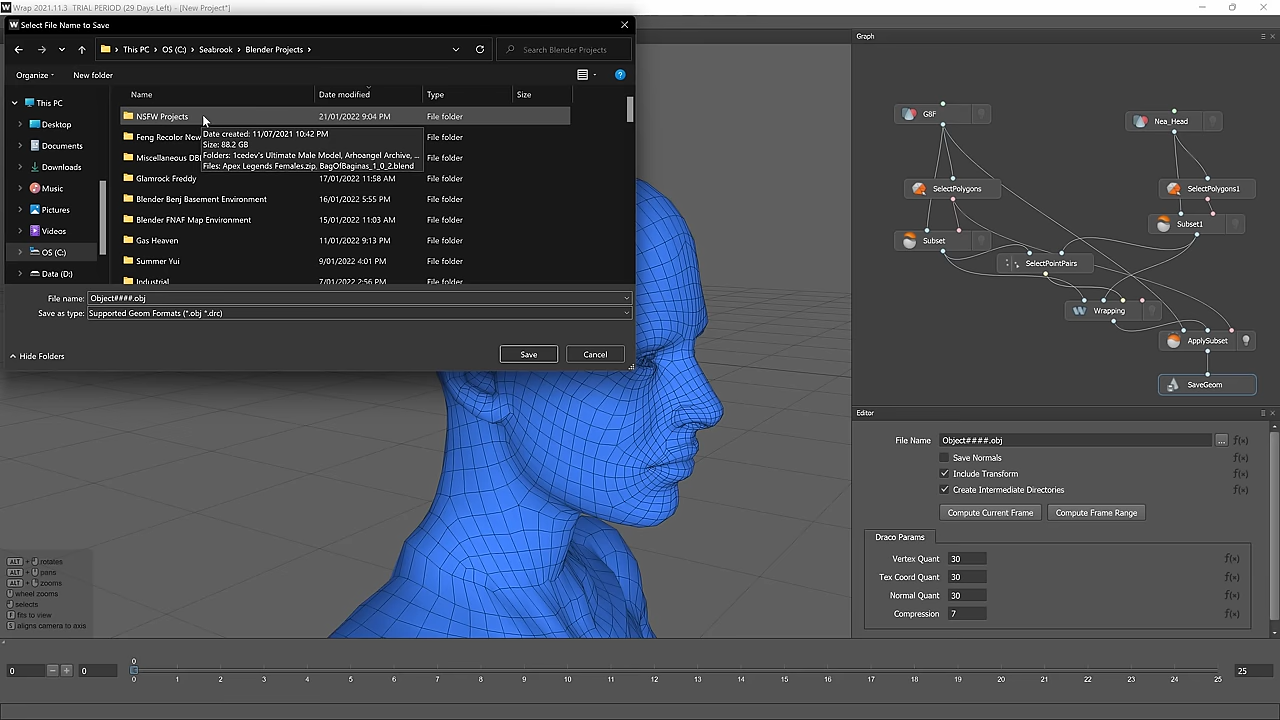 Wrap 2021.11.3 TRIAL PERIOD (29 Days Left) - [New Project*]
Select File Name to Save
This PC > OS (C:) > Seabrook > Blender Projects >
Search Blender Projects
Organize
New folder
Name
Date modified
Type
Size
This PC
Desktop
Documents
Downloads
Music
Pictures
Videos
OS (C:)
Data (D:)
NSFW Projects 21/01/2022 9:04 PM File folder
Feng Recolor New File folder
Miscellaneous DB File folder
Glamrock Freddy 17/01/2022 11:58 AM File folder
Blender Benj Basement Environment 16/01/2022 5:55 PM File folder
Blender FNAF Map Environment 15/01/2022 11:03 AM File folder
Gas Heaven 11/01/2022 9:13 PM File folder
Summer Yui 9/01/2022 4:01 PM File folder
Industrial 7/01/2022 2:56 PM File folder
Date created: 11/07/2021 10:42 PM
Size: 88.2 GB
Folders: 1cedev's Ultimate Male Model, Arhoangel Archive, ...
Files: Apex Legends Females.zip, BagOfBaginas_1_0_2.blend
File name: Object####.obj
Save as type: Supported Geom Formats (*.obj *.drc)
Hide Folders
Save
Cancel
ALT + rotates
ALT + pans
ALT + zooms
wheel zooms
selects
F fits to view
S aligns camera to axis
Graph
G8F
Nea_Head
SelectPolygons
SelectPolygons1
Subset1
Subset
SelectPointPairs
Wrapping
ApplySubset
SaveGeom
Editor
File Name Object####.obj ... f(x)
Save Normals f(x)
Include Transform f(x)
Create Intermediate Directories f(x)
Compute Current Frame
Compute Frame Range
Draco Params
Vertex Quant 30 f(x)
Tex Coord Quant 30 f(x)
Normal Quant 30 f(x)
Compression 7 f(x)
0
0 0 25
0 1 2 3 4 5 6 7 8 9 10 11 12 13 14 15 16 17 18 19 20 21 22 23 24 25